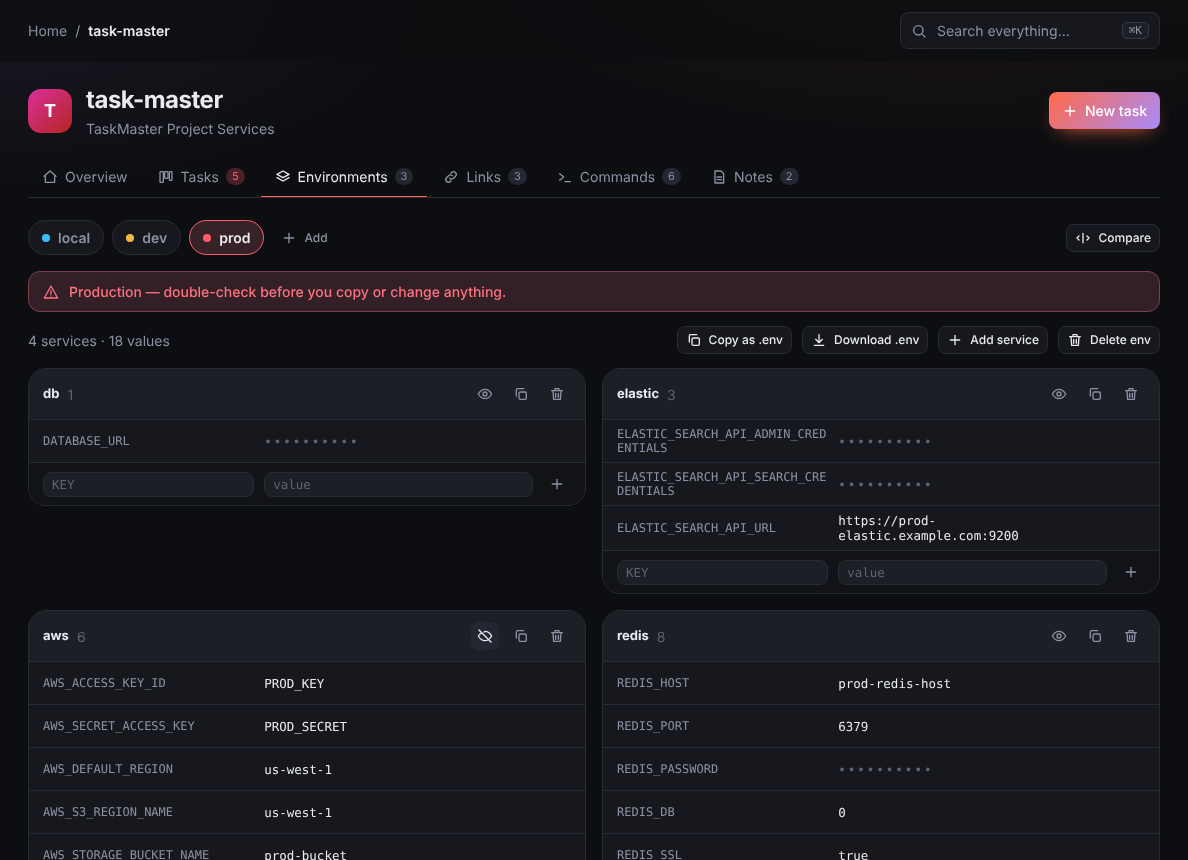 Home / task-master
Search everything... ⌘K
T
task-master
TaskMaster Project Services
New task
Overview
Tasks 5
Environments 3
Links 3
Commands 6
Notes 2
local
dev
prod
Add
Compare
Production — double-check before you copy or change anything.
4 services · 18 values
Copy as .env
Download .env
Add service
Delete env
db 1
DATABASE_URL ••••••••••
KEY value
elastic 3
ELASTIC_SEARCH_API_ADMIN_CRED
ENTIALS ••••••••••
ELASTIC_SEARCH_API_SEARCH_CRE
DENTIALS ••••••••••
ELASTIC_SEARCH_API_URL https://prod-
elastic.example.com:9200
KEY value
aws 6
AWS_ACCESS_KEY_ID PROD_KEY
AWS_SECRET_ACCESS_KEY PROD_SECRET
AWS_DEFAULT_REGION us-west-1
AWS_S3_REGION_NAME us-west-1
AWS_STORAGE_BUCKET_NAME prod-bucket
redis 8
REDIS_HOST prod-redis-host
REDIS_PORT 6379
REDIS_PASSWORD ••••••••••
REDIS_DB 0
REDIS_SSL true